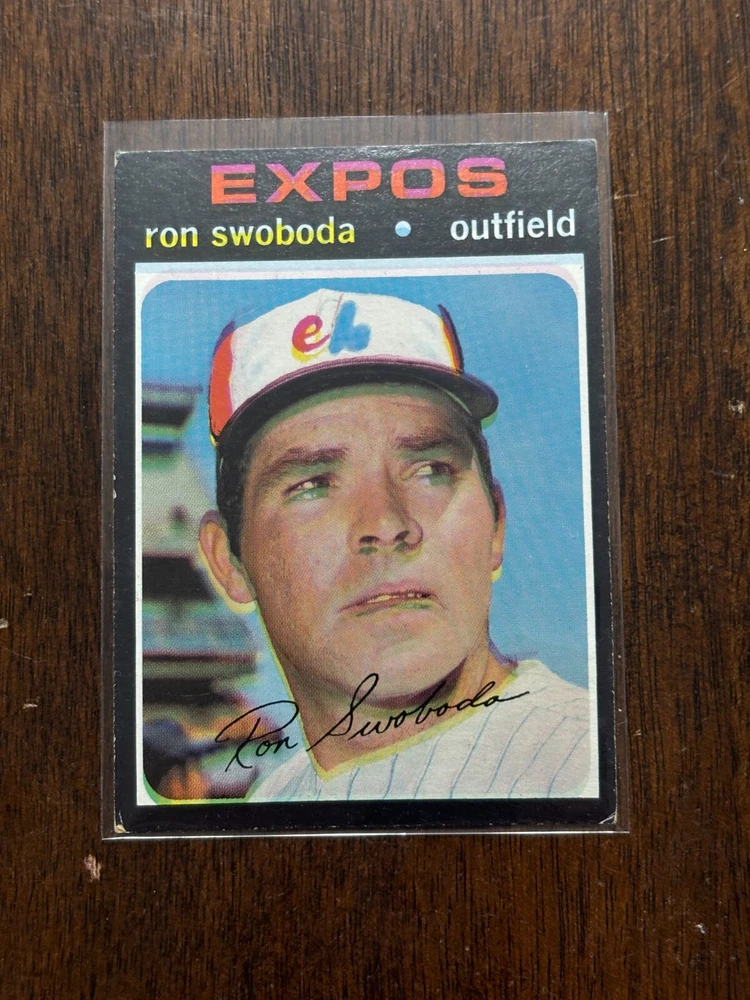 EXPOS
ron swoboda • outfield
eb
Ron Swoboda